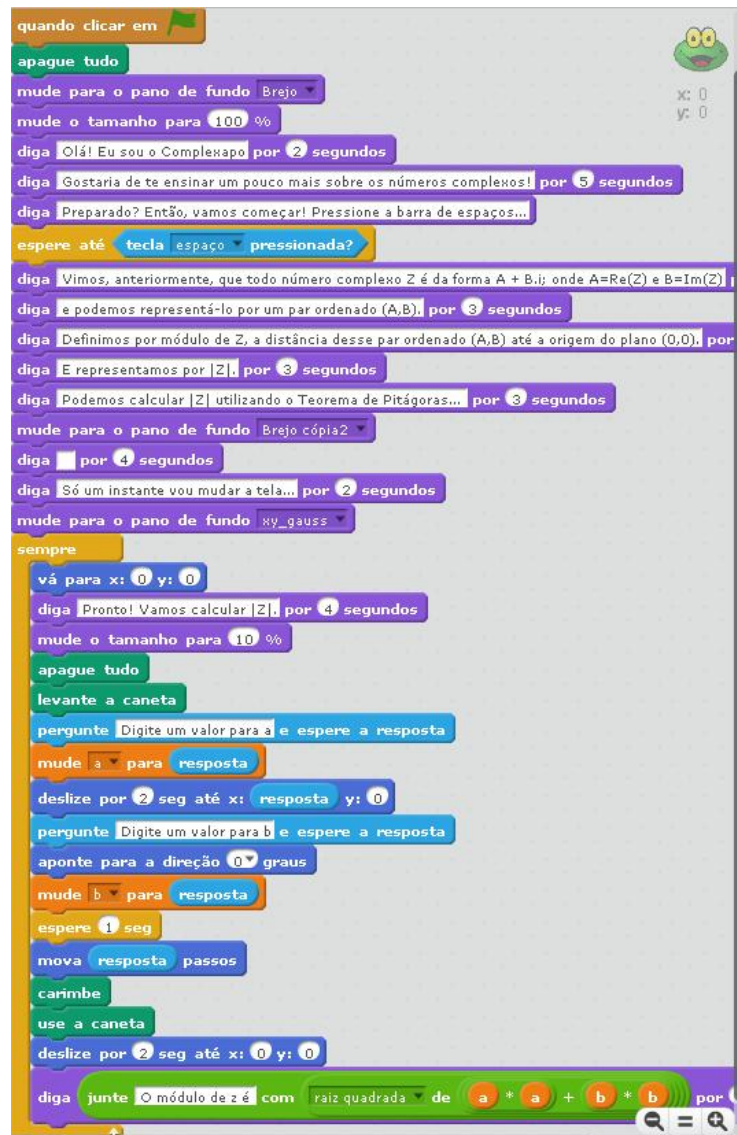 quando clicar em
apague tudo
x: 0
y: 0
mude para o pano de fundo Brejo
mude o tamanho para 100 %
diga Olá! Eu sou o Complexapo por 2 segundos
diga Gostaria de te ensinar um pouco mais sobre os números complexos! por 5 segundos
diga Preparado? Então, vamos começar! Pressione a barra de espaços...
espere até tecla espaço pressionada?
diga Vimos, anteriormente, que todo número complexo Z é da forma A + B.i; onde A=Re(Z) e B=Im(Z)
diga e podemos representá-lo por um par ordenado (A,B). por 3 segundos
diga Definimos por módulo de Z, a distância desse par ordenado (A,B) até a origem do plano (0,0). por
diga E representamos por |Z|. por 3 segundos
diga Podemos calcular |Z| utilizando o Teorema de Pitágoras... por 3 segundos
mude para o pano de fundo Brejo cópia2
diga por 4 segundos
diga Só um instante vou mudar a tela... por 2 segundos
mude para o pano de fundo xy_gauss
sempre
vá para x: 0 y: 0
diga Pronto! Vamos calcular |Z|. por 4 segundos
mude o tamanho para 10 %
apague tudo
levante a caneta
pergunte Digite um valor para a e espere a resposta
mude a para resposta
deslize por 2 seg até x: resposta y: 0
pergunte Digite um valor para b e espere a resposta
aponte para a direção 0 graus
mude b para resposta
espere 1 seg
mova resposta passos
carimbe
use a caneta
deslize por 2 seg até x: 0 y: 0
diga junte O módulo de z é com raiz quadrada de a * a + b * b por